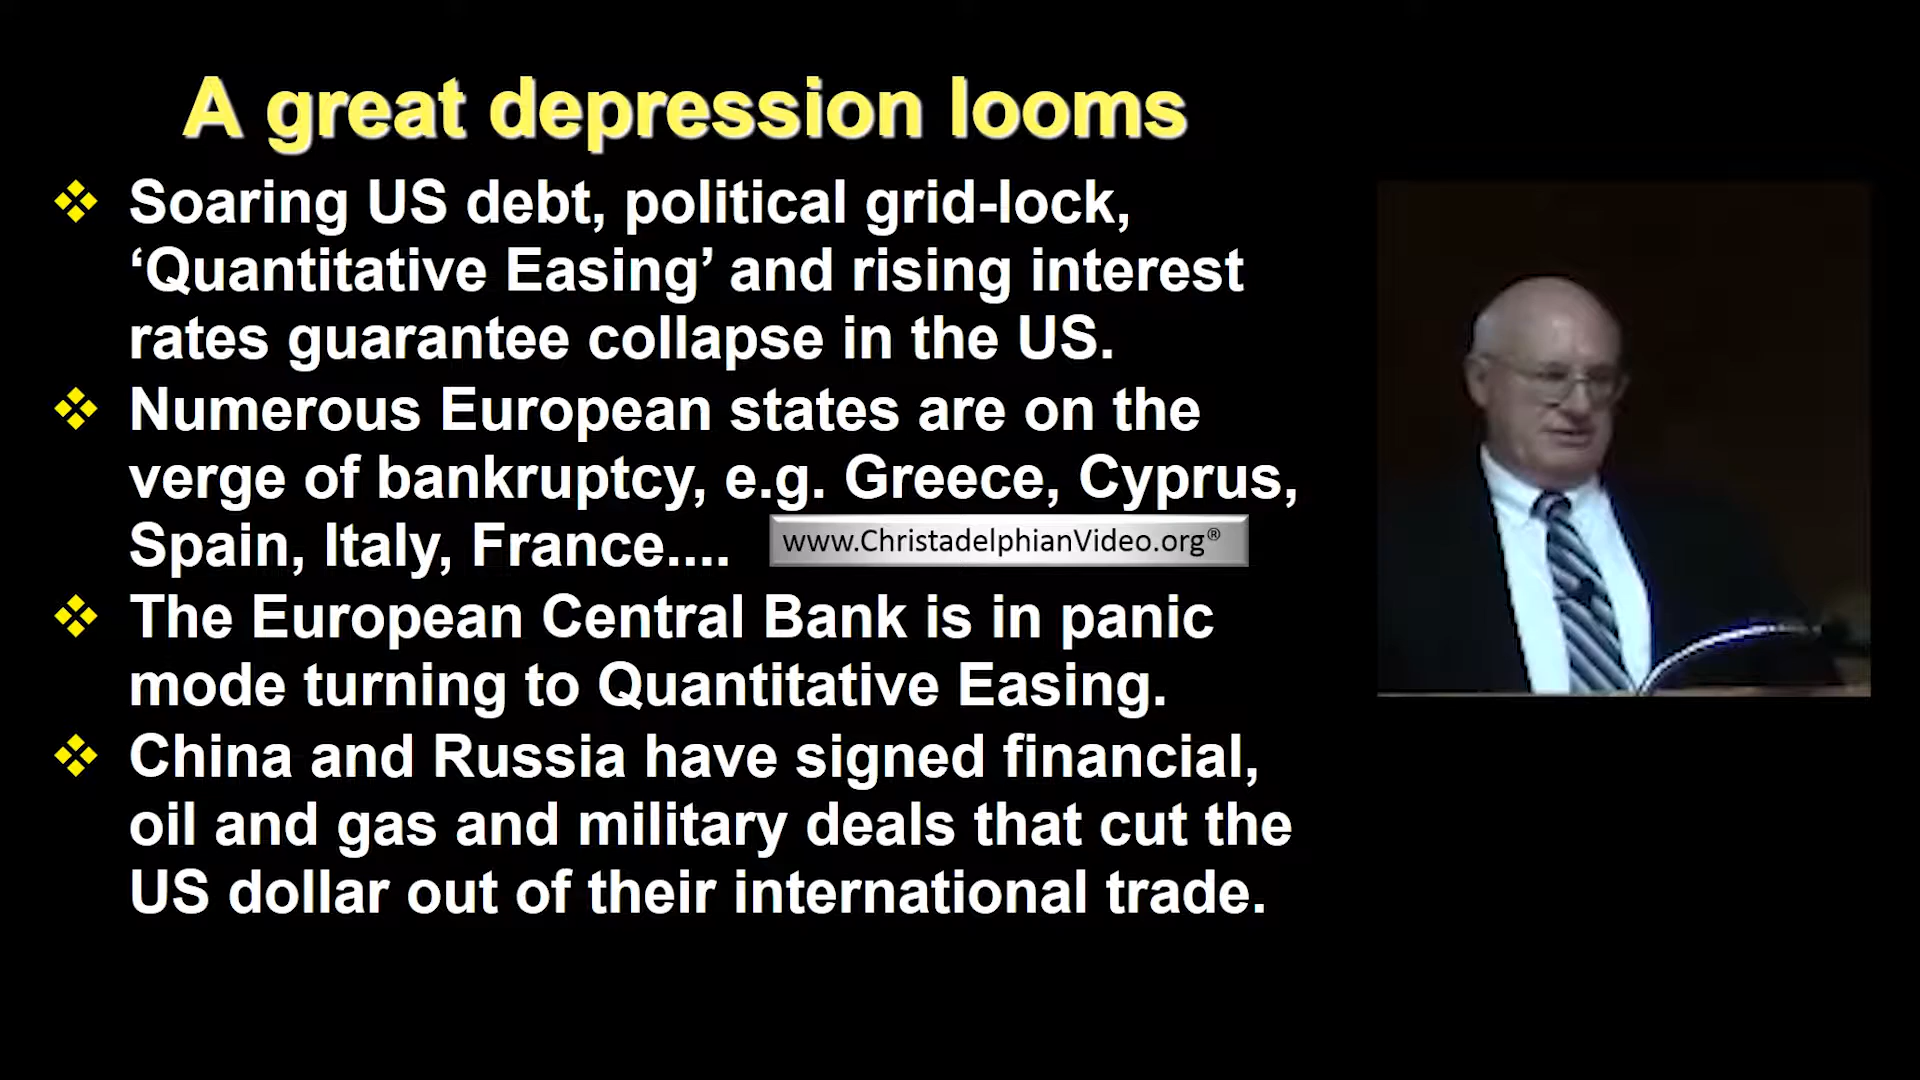 A great depression looms
Soaring US debt, political grid-lock,
‘Quantitative Easing’ and rising interest
rates guarantee collapse in the US.
Numerous European states are on the
verge of bankruptcy, e.g. Greece, Cyprus,
Spain, Italy, France....
www.ChristadelphianVideo.org®
The European Central Bank is in panic
mode turning to Quantitative Easing.
China and Russia have signed financial,
oil and gas and military deals that cut the
US dollar out of their international trade.